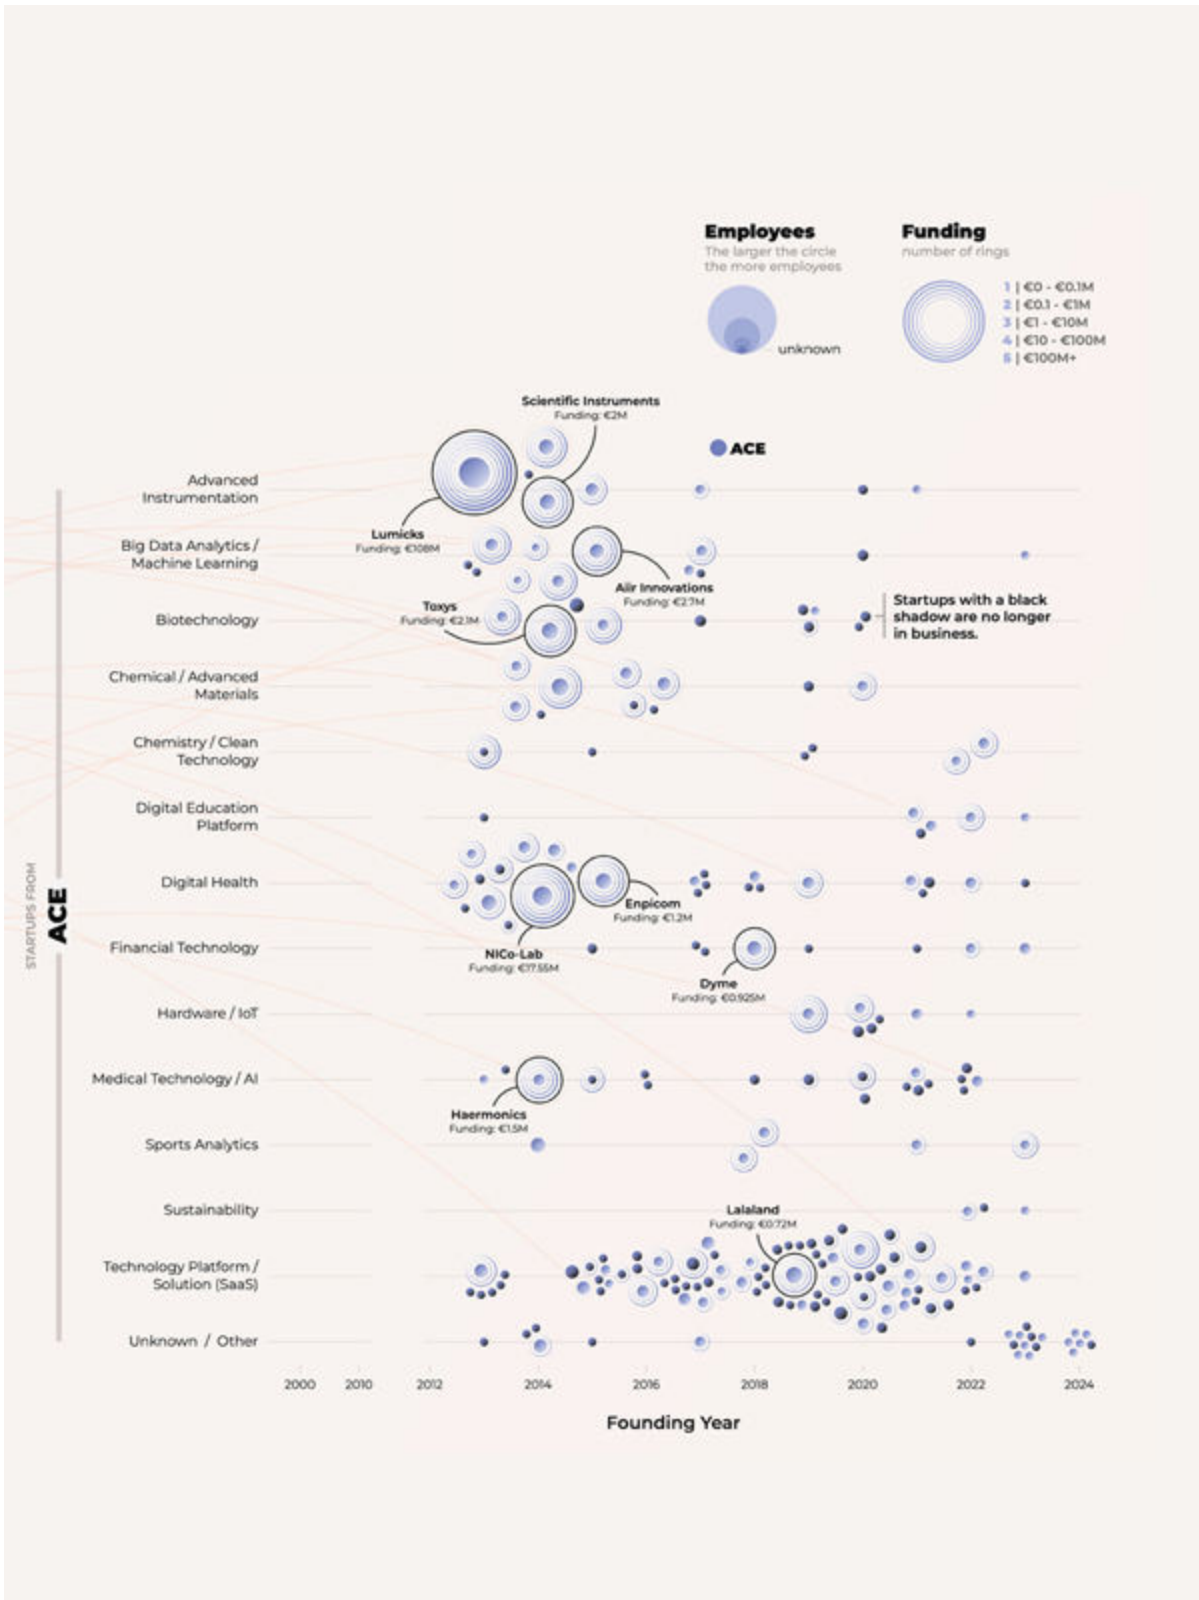 Employees
The larger the circle
the more employees
unknown
Funding
number of rings
1 | €0 - €0.1M
2 | €0.1 - €1M
3 | €1 - €10M
4 | €10 - €100M
5 | €100M+
Scientific Instruments
Funding: €2M
ACE
Advanced
Instrumentation
Lumicks
Funding: €108M
Big Data Analytics /
Machine Learning
Aiir Innovations
Funding: €2.7M
Toxys
Funding: €2.1M
Biotechnology
Startups with a black
shadow are no longer
in business.
Chemical / Advanced
Materials
Chemistry / Clean
Technology
Digital Education
Platform
Digital Health
Enpicom
Funding: €1.2M
STARTUPS FROM
ACE
Financial Technology
NICo-Lab
Funding: €17.55M
Dyme
Funding: €0.925M
Hardware / IoT
Medical Technology / AI
Haermonics
Funding: €1.5M
Sports Analytics
Sustainability
Lalaland
Funding: €0.72M
Technology Platform /
Solution (SaaS)
Unknown / Other
2000 2010 2012 2014 2016 2018 2020 2022 2024
Founding Year